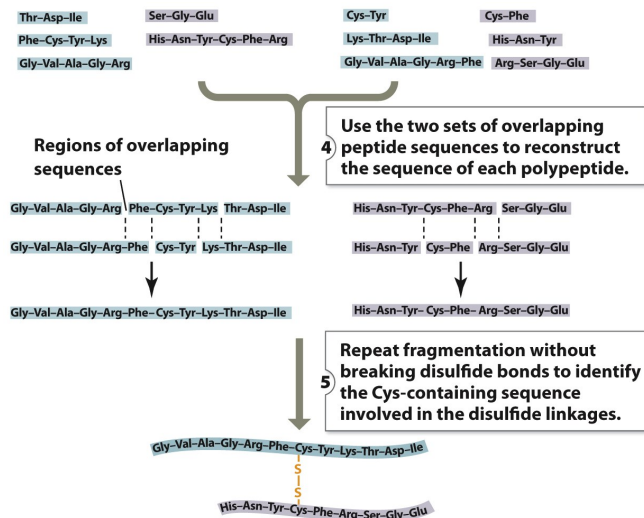 Thr–Asp–Ile
Phe–Cys–Tyr–Lys
Gly–Val–Ala–Gly–Arg
Ser–Gly–Glu
His–Asn–Tyr–Cys–Phe–Arg
Cys–Tyr
Lys–Thr–Asp–Ile
Gly–Val–Ala–Gly–Arg–Phe
Cys–Phe
His–Asn–Tyr
Arg–Ser–Gly–Glu
4
Use the two sets of overlapping
peptide sequences to reconstruct
the sequence of each polypeptide.
Regions of overlapping
sequences
Gly–Val–Ala–Gly–Arg Phe–Cys–Tyr–Lys Thr–Asp–Ile
Gly–Val–Ala–Gly–Arg–Phe Cys–Tyr Lys–Thr–Asp–Ile
Gly–Val–Ala–Gly–Arg–Phe–Cys–Tyr–Lys–Thr–Asp–Ile
His–Asn–Tyr–Cys–Phe–Arg Ser–Gly–Glu
His–Asn–Tyr Cys–Phe Arg–Ser–Gly–Glu
His–Asn–Tyr–Cys–Phe–Arg–Ser–Gly–Glu
5
Repeat fragmentation without
breaking disulfide bonds to identify
the Cys-containing sequence
involved in the disulfide linkages.
Gly–Val–Ala–Gly–Arg–Phe–Cys–Tyr–Lys–Thr–Asp–Ile
S
S
His–Asn–Tyr–Cys–Phe–Arg–Ser–Gly–Glu